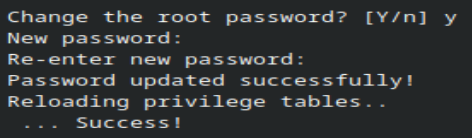 Change the root password? [Y/n] y
New password:
Re-enter new password:
Password updated successfully!
Reloading privilege tables..
 ... Success!